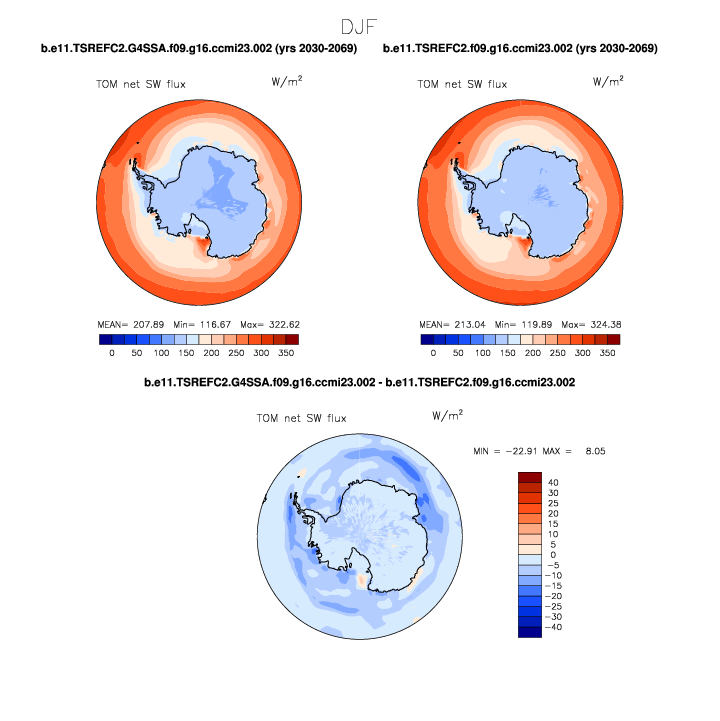 DJF
b.e11.TSREFC2.G4SSA.f09.g16.ccmi23.002 (yrs 2030-2069)
b.e11.TSREFC2.f09.g16.ccmi23.002 (yrs 2030-2069)
TOM net SW flux W/m²
TOM net SW flux W/m²
MEAN= 207.89 Min= 116.67 Max= 322.62
MEAN= 213.04 Min= 119.89 Max= 324.38
0 50 100 150 200 250 300 350
0 50 100 150 200 250 300 350
b.e11.TSREFC2.G4SSA.f09.g16.ccmi23.002 - b.e11.TSREFC2.f09.g16.ccmi23.002
TOM net SW flux W/m²
MIN = -22.91 MAX = 8.05
40
30
25
20
15
10
5
0
-5
-10
-15
-20
-25
-30
-40